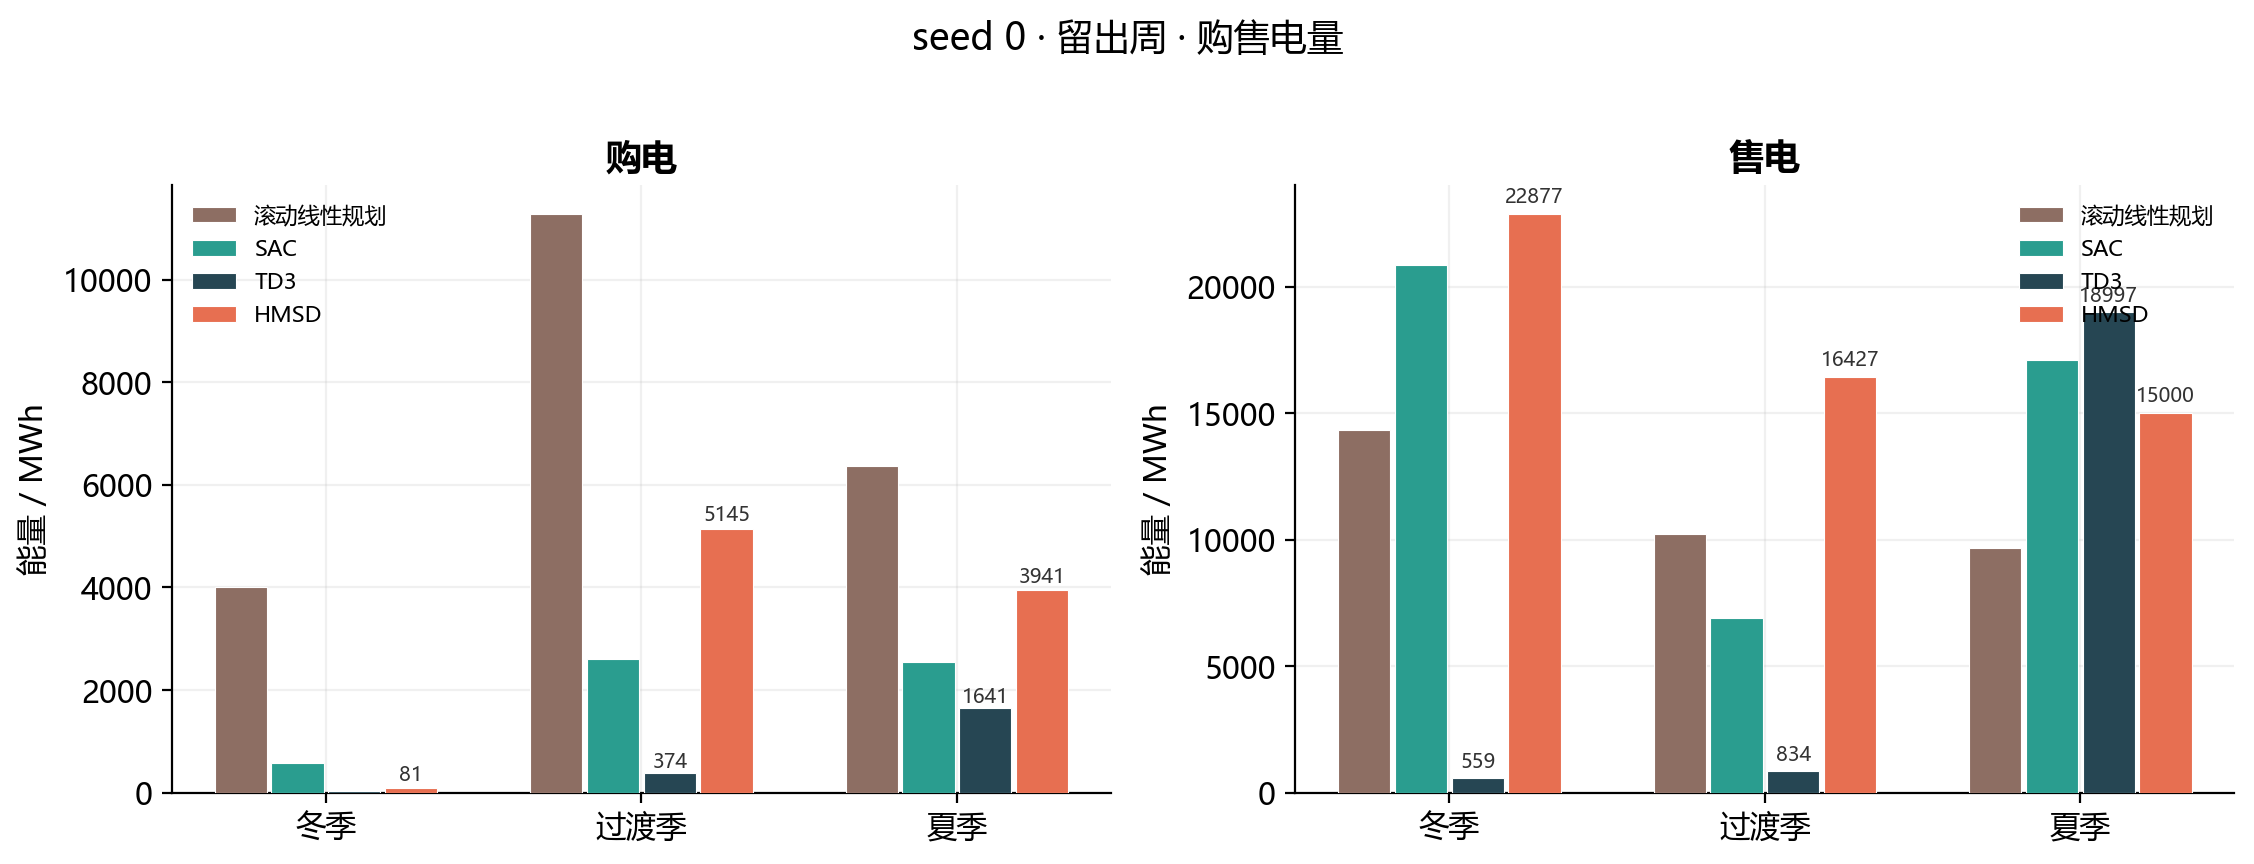 seed 0 · 留出周 · 购售电量
购电
能量 / MWh
10000
8000
6000
4000
2000
0
滚动线性规划
SAC
TD3
HMSD
81
374
5145
1641
3941
冬季
过渡季
夏季
售电
能量 / MWh
20000
15000
10000
5000
0
滚动线性规划
SAC
TD3
HMSD
559
22877
834
16427
18997
15000
冬季
过渡季
夏季